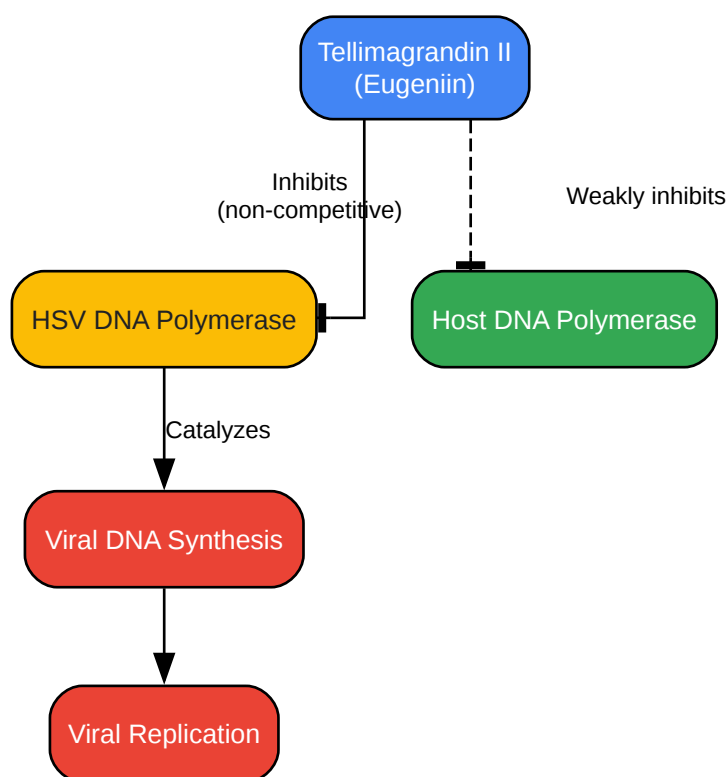 Tellimagrandin II
(Eugeniin)
Inhibits
(non-competitive)
Weakly inhibits
HSV DNA Polymerase
Host DNA Polymerase
Catalyzes
Viral DNA Synthesis
Viral Replication